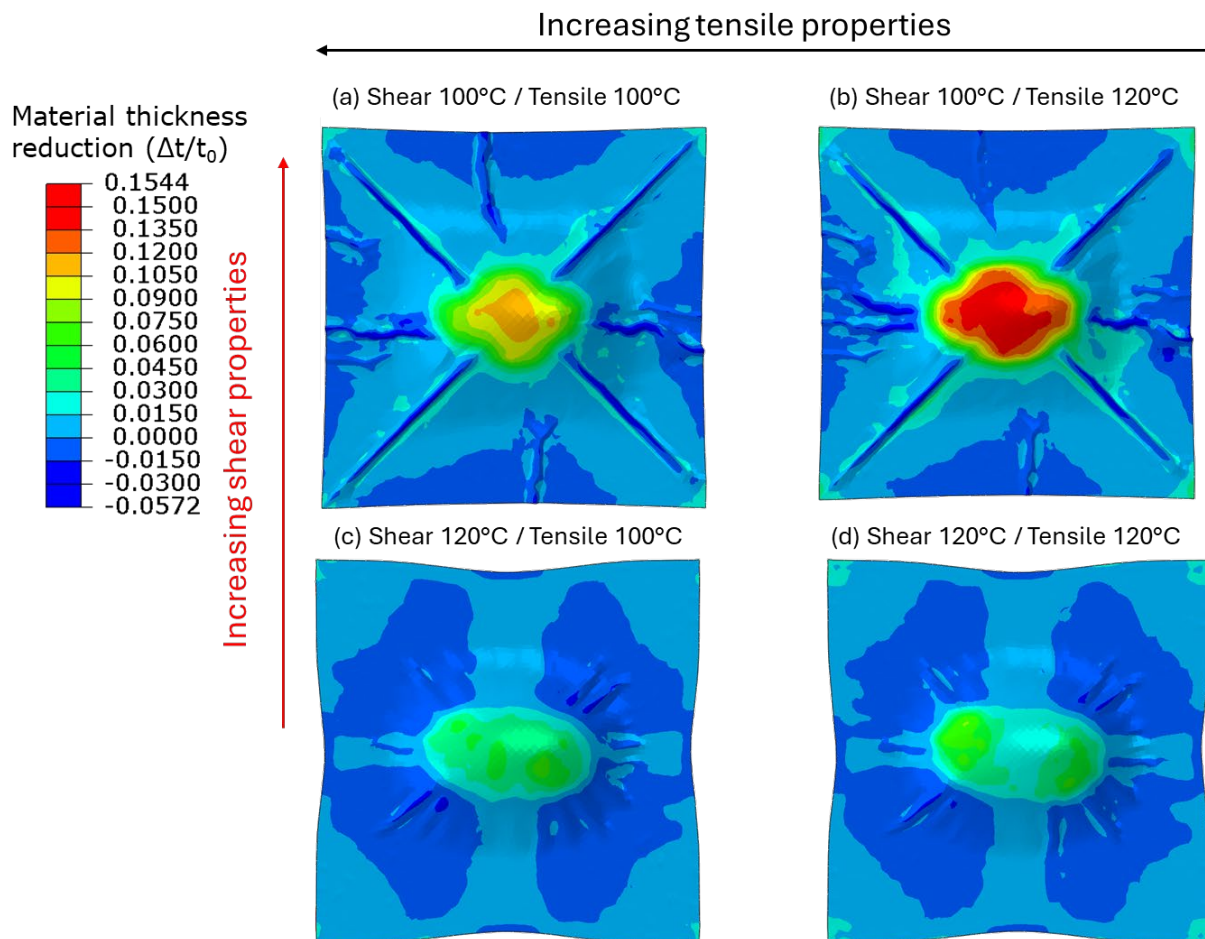 Increasing tensile properties
(a) Shear 100°C / Tensile 100°C
(b) Shear 100°C / Tensile 120°C
Material thickness
reduction (Δt/t₀)
0.1544
0.1500
0.1350
0.1200
0.1050
0.0900
0.0750
0.0600
0.0450
0.0300
0.0150
0.0000
-0.0150
-0.0300
-0.0572
Increasing shear properties
(c) Shear 120°C / Tensile 100°C
(d) Shear 120°C / Tensile 120°C